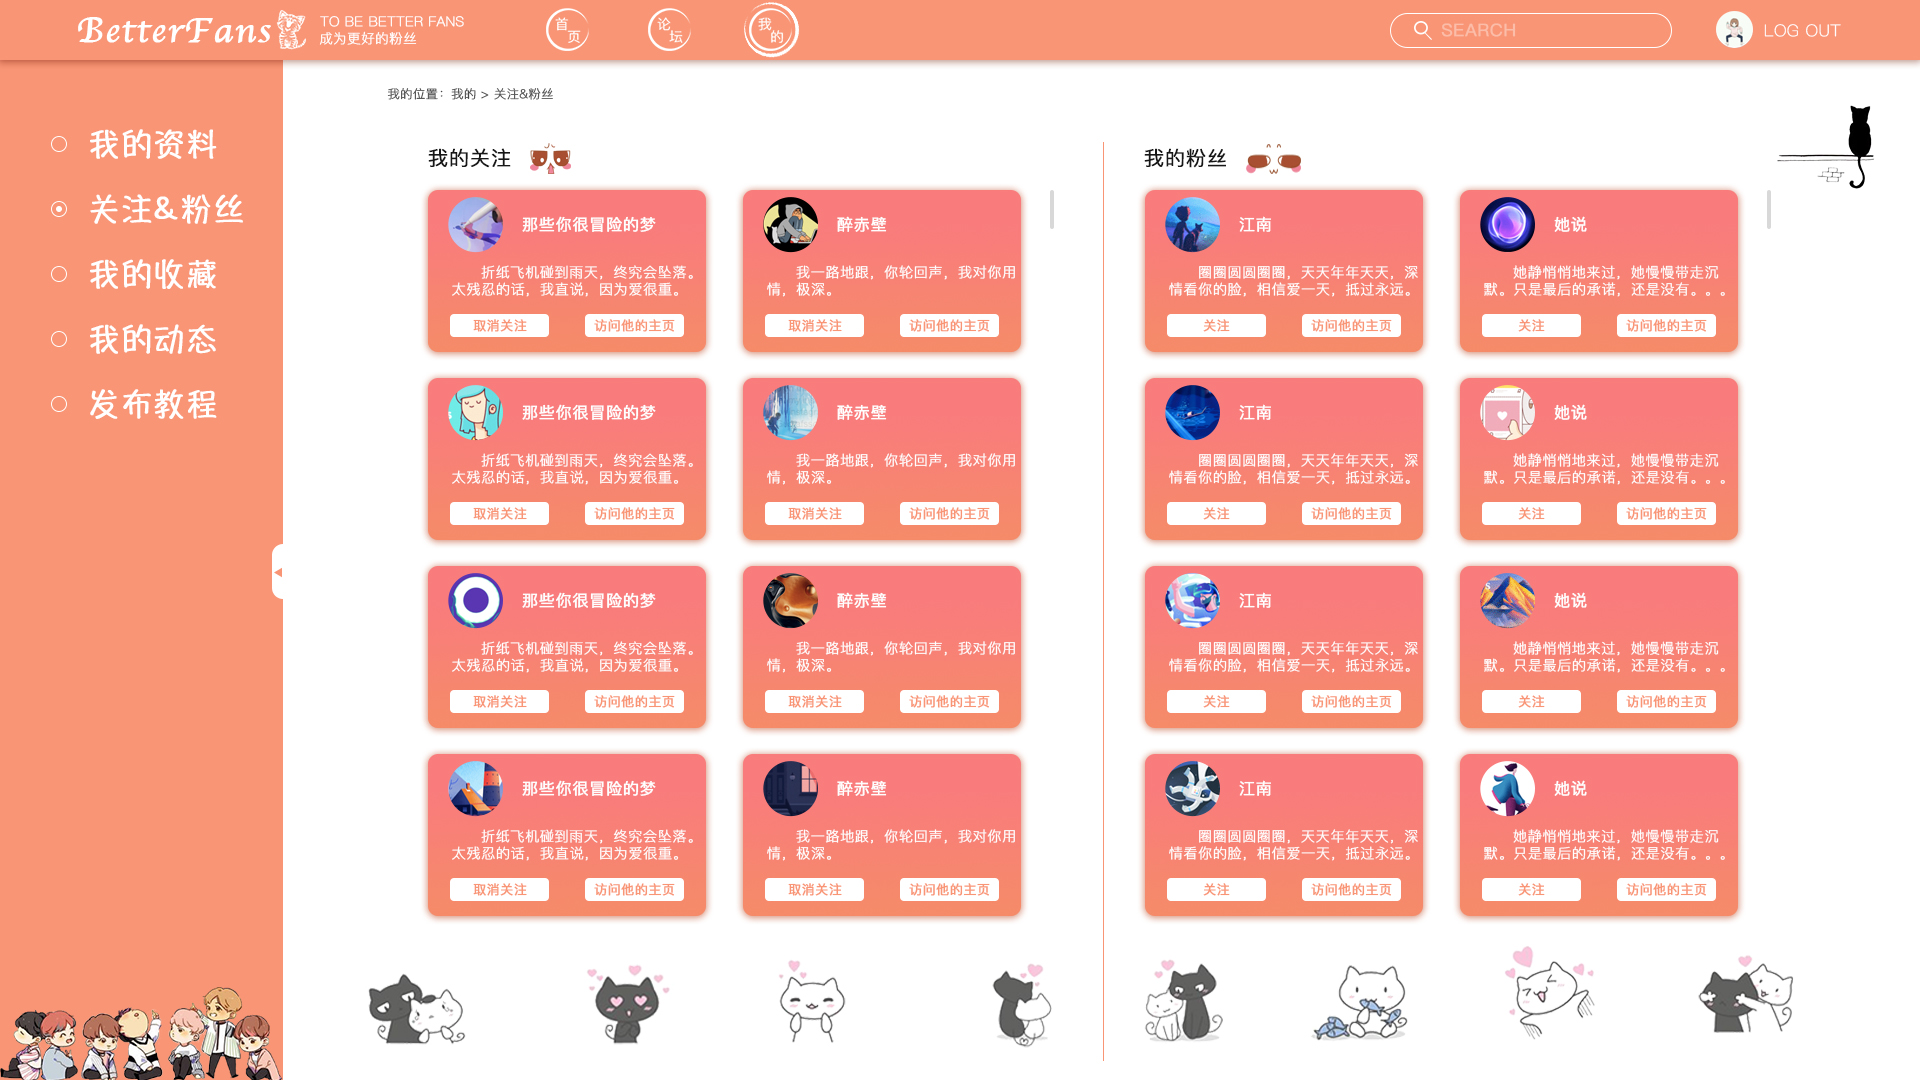 BetterFans
TO BE BETTER FANS
成为更好的粉丝
首页
论坛
我的
SEARCH
LOG OUT
我的资料
关注&粉丝
我的收藏
我的动态
发布教程
我的位置：我的 > 关注&粉丝
我的关注
那些你很冒险的梦
折纸飞机碰到雨天，终究会坠落。
太残忍的话，我直说，因为爱很重。
取消关注 访问他的主页
醉赤壁
我一路地跟，你轮回声，我对你用
情，极深。
取消关注 访问他的主页
那些你很冒险的梦
折纸飞机碰到雨天，终究会坠落。
太残忍的话，我直说，因为爱很重。
取消关注 访问他的主页
醉赤壁
我一路地跟，你轮回声，我对你用
情，极深。
取消关注 访问他的主页
那些你很冒险的梦
折纸飞机碰到雨天，终究会坠落。
太残忍的话，我直说，因为爱很重。
取消关注 访问他的主页
醉赤壁
我一路地跟，你轮回声，我对你用
情，极深。
取消关注 访问他的主页
那些你很冒险的梦
折纸飞机碰到雨天，终究会坠落。
太残忍的话，我直说，因为爱很重。
取消关注 访问他的主页
醉赤壁
我一路地跟，你轮回声，我对你用
情，极深。
取消关注 访问他的主页
我的粉丝
江南
圈圈圆圆圈圈，天天年年天天，深
情看你的脸，相信爱一天，抵过永远。
关注 访问他的主页
她说
她静悄悄地来过，她慢慢带走沉
默。只是最后的承诺，还是没有。。。
关注 访问他的主页
江南
圈圈圆圆圈圈，天天年年天天，深
情看你的脸，相信爱一天，抵过永远。
关注 访问他的主页
她说
她静悄悄地来过，她慢慢带走沉
默。只是最后的承诺，还是没有。。。
关注 访问他的主页
江南
圈圈圆圆圈圈，天天年年天天，深
情看你的脸，相信爱一天，抵过永远。
关注 访问他的主页
她说
她静悄悄地来过，她慢慢带走沉
默。只是最后的承诺，还是没有。。。
关注 访问他的主页
江南
圈圈圆圆圈圈，天天年年天天，深
情看你的脸，相信爱一天，抵过永远。
关注 访问他的主页
她说
她静悄悄地来过，她慢慢带走沉
默。只是最后的承诺，还是没有。。。
关注 访问他的主页